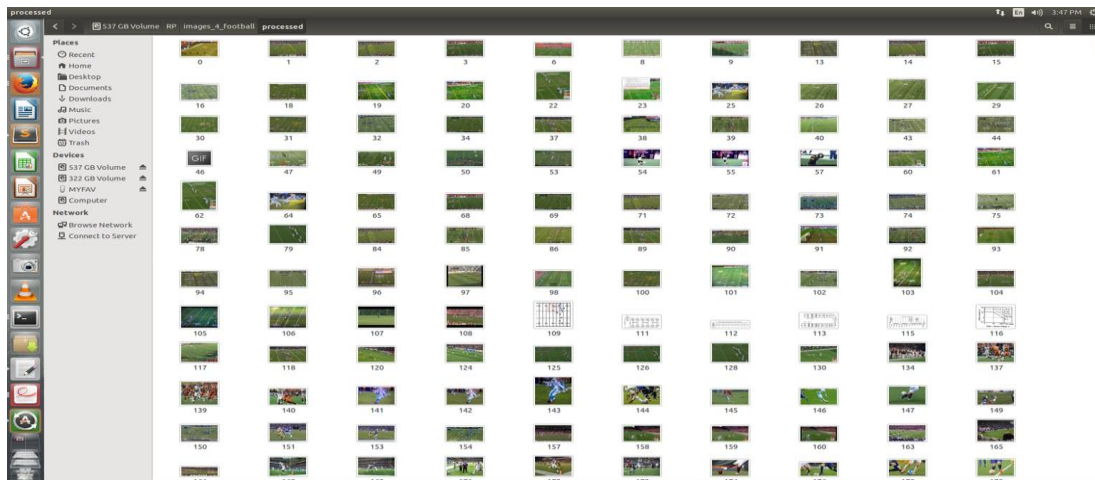 processed
En 3:47 PM
< > 537 GB Volume RP images_4_football processed
Places
Recent
Home
Desktop
Documents
Downloads
Music
Pictures
Videos
Trash
Devices
537 GB Volume
322 GB Volume
MYFAV
Computer
Network
Browse Network
Connect to Server
0 1 2 3 6 8 9 13 14 15
16 18 19 20 22 23 25 26 27 29
30 31 32 34 37 38 39 40 43 44
GIF
46 47 49 50 53 54 55 57 60 61
62 64 65 68 69 71 72 73 74 75
78 79 84 85 86 89 90 91 92 93
94 95 96 97 98 100 101 102 103 104
105 106 107 108 109 111 112 113 115 116
117 118 120 124 125 126 128 130 134 137
139 140 141 142 143 144 145 146 147 149
150 151 153 154 157 158 159 160 163 165